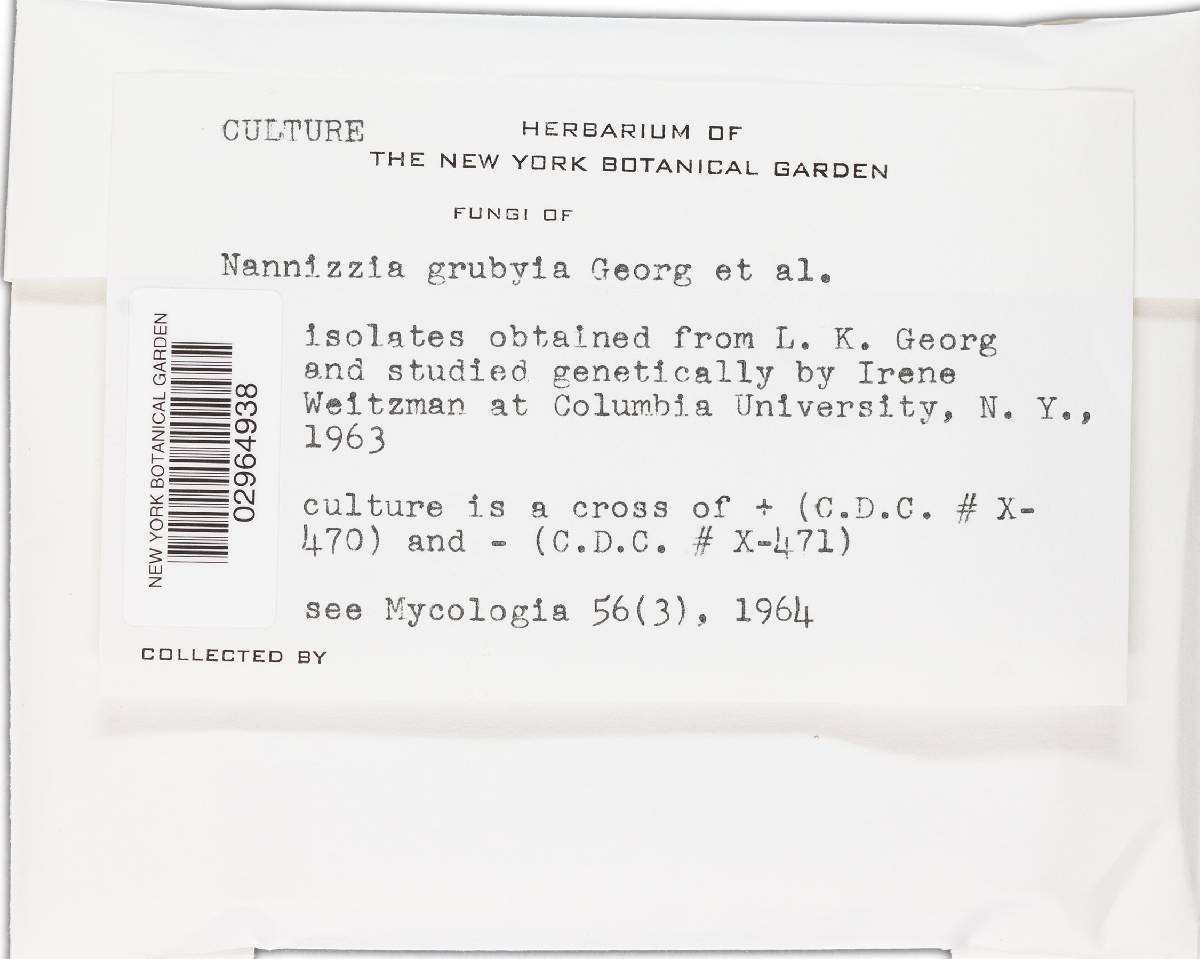 CULTURE
HERBARIUM OF
THE NEW YORK BOTANICAL GARDEN
FUNGI OF
Nannizzia grubyia Georg et al.
isolates obtained from L. K. Georg
and studied genetically by Irene
Weitzman at Columbia University, N. Y.,
1963
culture is a cross of + (C.D.C. # X-
470) and - (C.D.C. # X-471)
see Mycologia 56(3), 1964
COLLECTED BY
NEW YORK BOTANICAL GARDEN
02964938